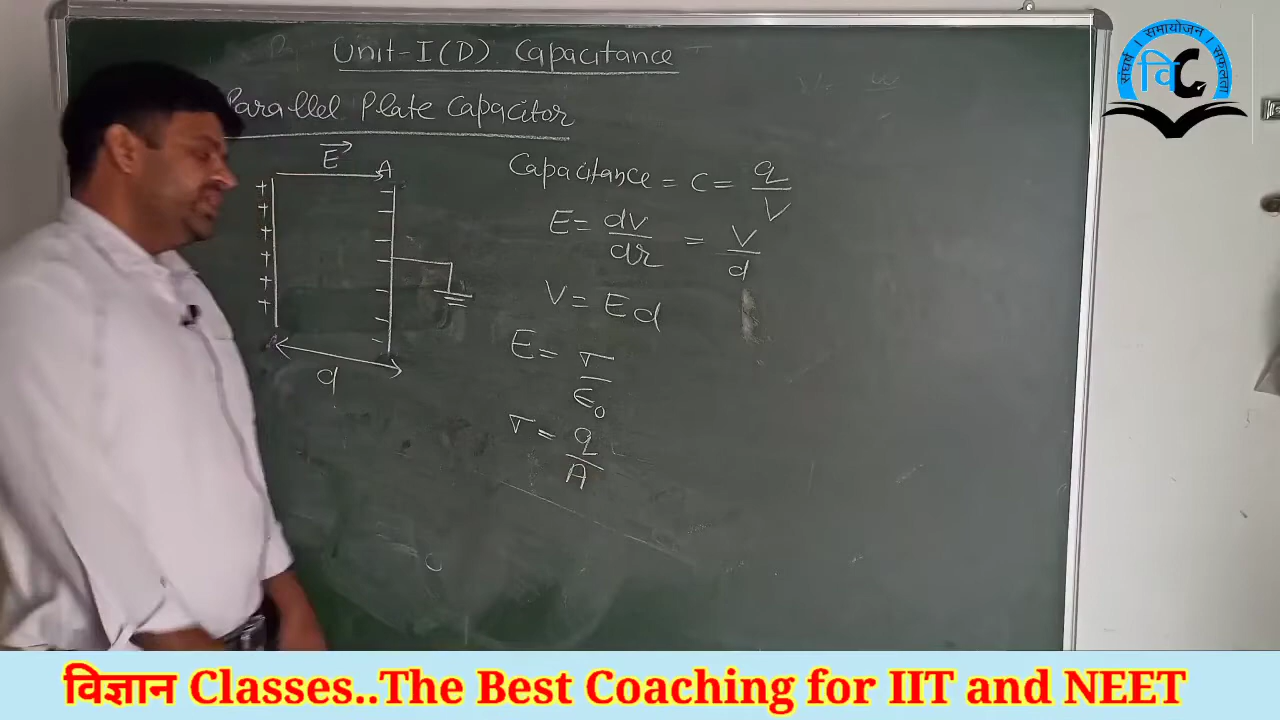 Unit-I(D) Capacitance
Parallel Plate Capacitor
E→
A
+ + + + + +
d
Capacitance = C = q/V
E = dv/dr = V/d
V = Ed
E = σ/ε₀
σ = q/A
संघर्ष । समायोजन । सफलता
वि C
विज्ञान Classes..The Best Coaching for IIT and NEET